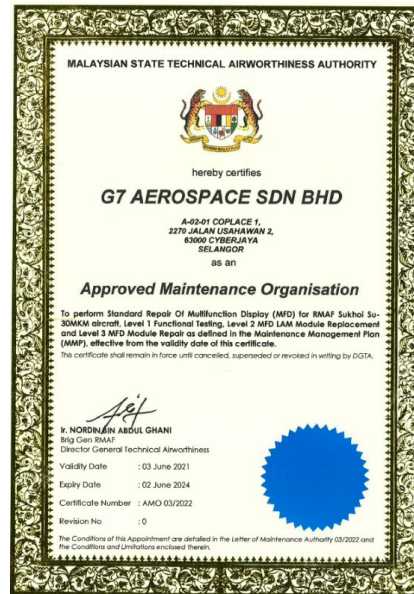 MALAYSIAN STATE TECHNICAL AIRWORTHINESS AUTHORITY
hereby certifies
G7 AEROSPACE SDN BHD
A-02-01 COPLACE 1,
2270 JALAN USAHAWAN 2,
63000 CYBERJAYA
SELANGOR
as an
Approved Maintenance Organisation
To perform Standard Repair Of Multifunction Display (MFD) for RMAF Sukhoi Su-
30MKM aircraft, Level 1 Functional Testing, Level 2 MFD LAM Module Replacement
and Level 3 MFD Module Repair as defined in the Maintenance Management Plan
(MMP), effective from the validity date of this certificate.
This certificate shall remain in force until cancelled, superseded or revoked in writing by DGTA.
Ir. NORDIN BIN ABDUL GHANI
Brig Gen RMAF
Director General Technical Airworthiness
Validity Date : 03 June 2021
Expiry Date : 02 June 2024
Certificate Number : AMO 03/2022
Revision No : 0
The Conditions of this Appointment are detailed in the Letter of Maintenance Authority 03/2022 and
the Conditions and Limitations enclosed therein.